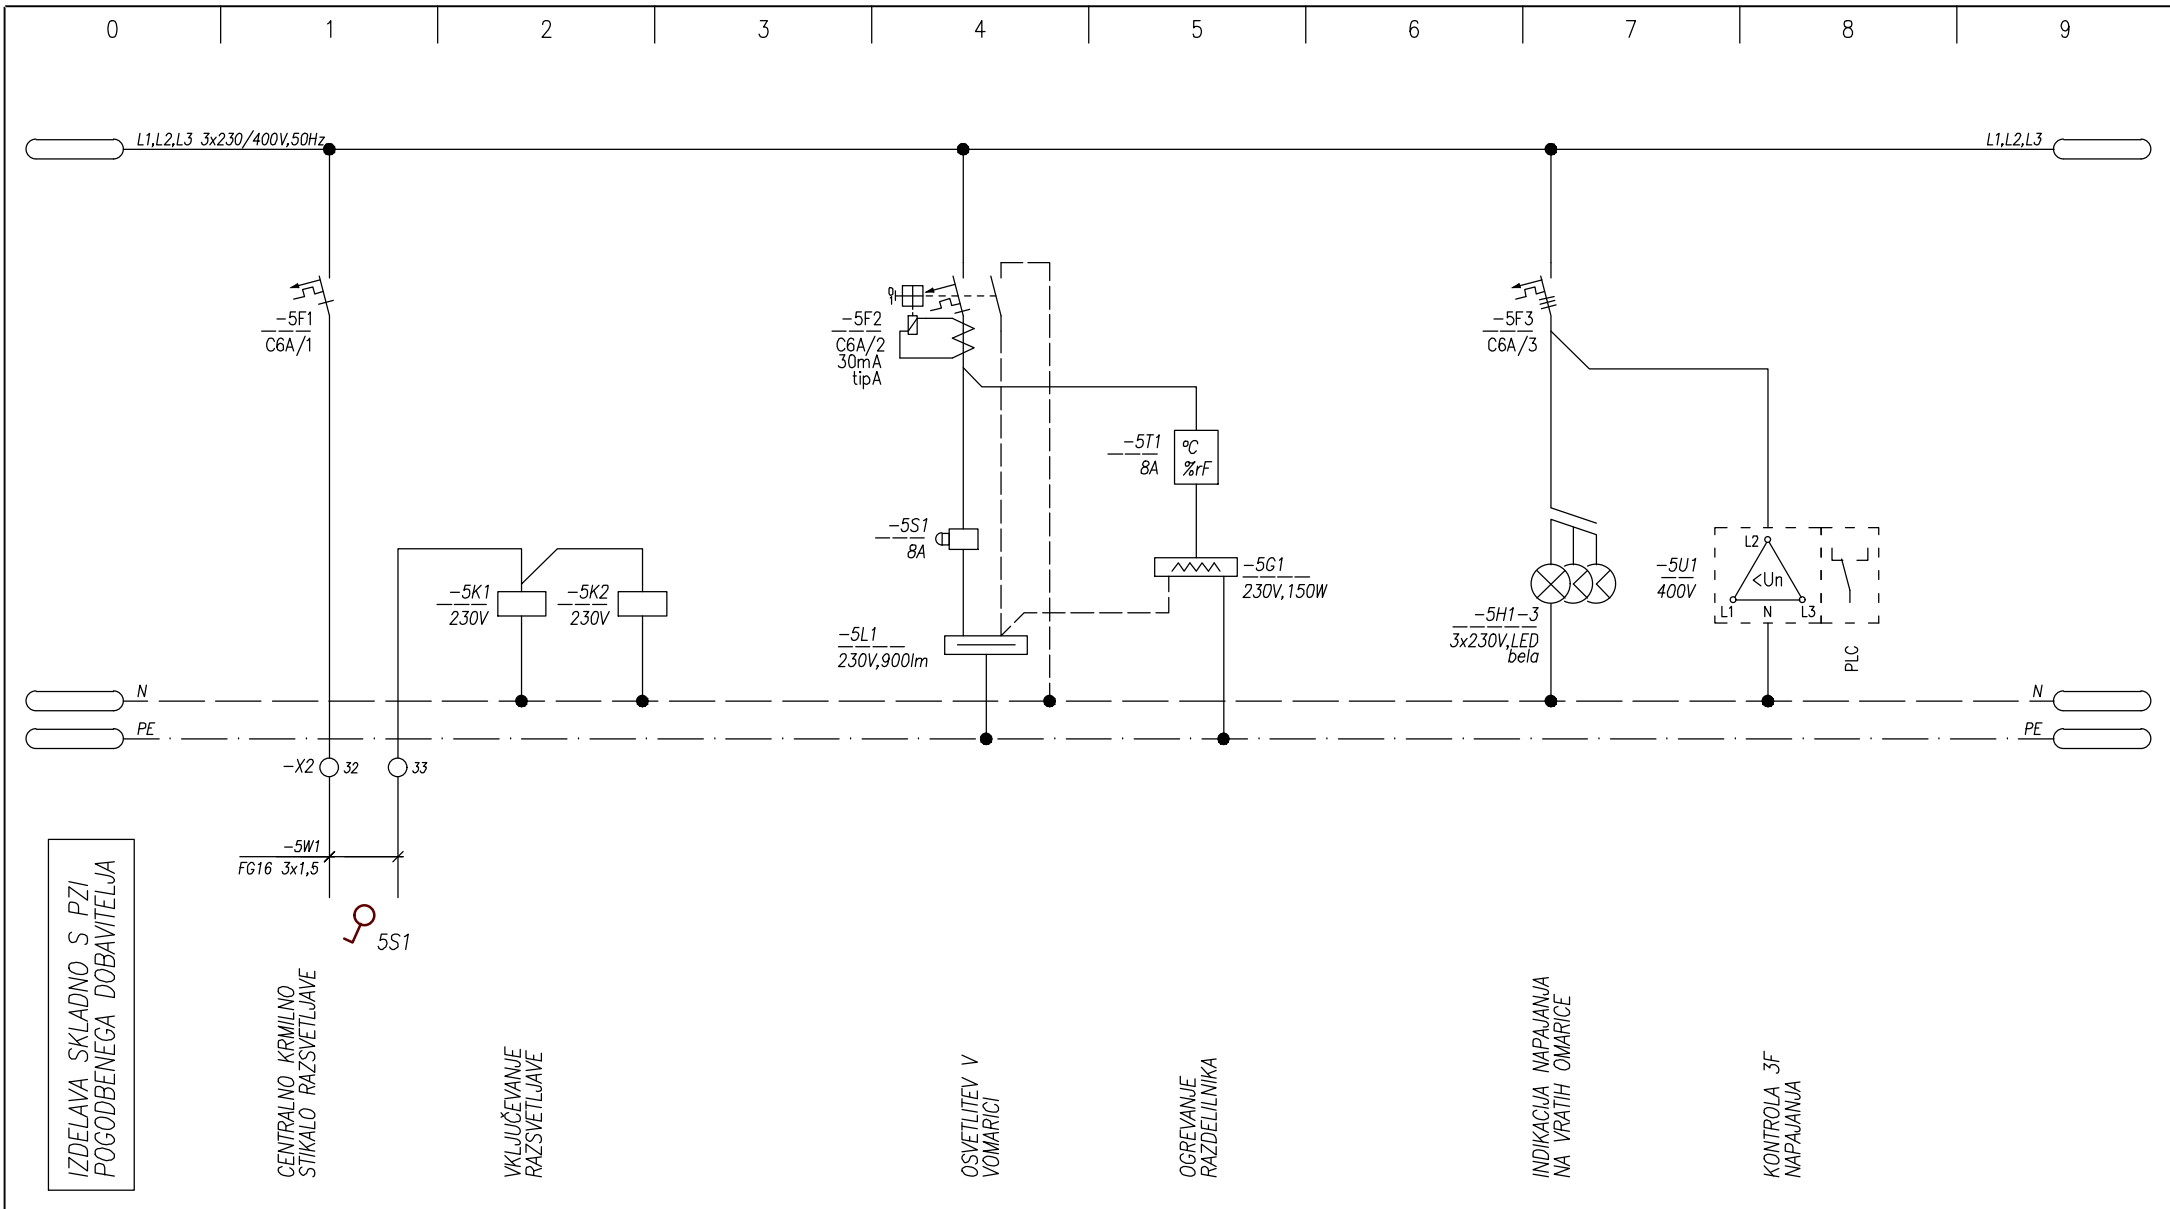 0 1 2 3 4 5 6 7 8 9
L1,L2,L3 3x230/400V,50Hz
L1,L2,L3
-5F1
C6A/1
-5F2
C6A/2
30mA
tipA
-5F3
C6A/3
-5T1
8A
°C
%rF
-5S1
8A
-5K1
230V
-5K2
230V
-5G1
230V,150W
-5L1
230V,900lm
-5H1-3
3x230V,LED
bela
-5U1
400V
L2
<Un
L1 N L3
PLC
N
N
PE
PE
-X2 32 33
-5W1
FG16 3x1,5
5S1
IZDELAVA SKLADNO S PZI
POGODBENEGA DOBAVITELJA
CENTRALNO KRMILNO
STIKALO RAZSVETLJAVE
VKLJUČEVANJE
RAZSVETLJAVE
OSVETLITEV V
VOMARICI
OGREVANJE
RAZDELILNIKA
INDIKACIJA NAPAJANJA
NA VRATIH OMARICE
KONTROLA 3F
NAPAJANJA